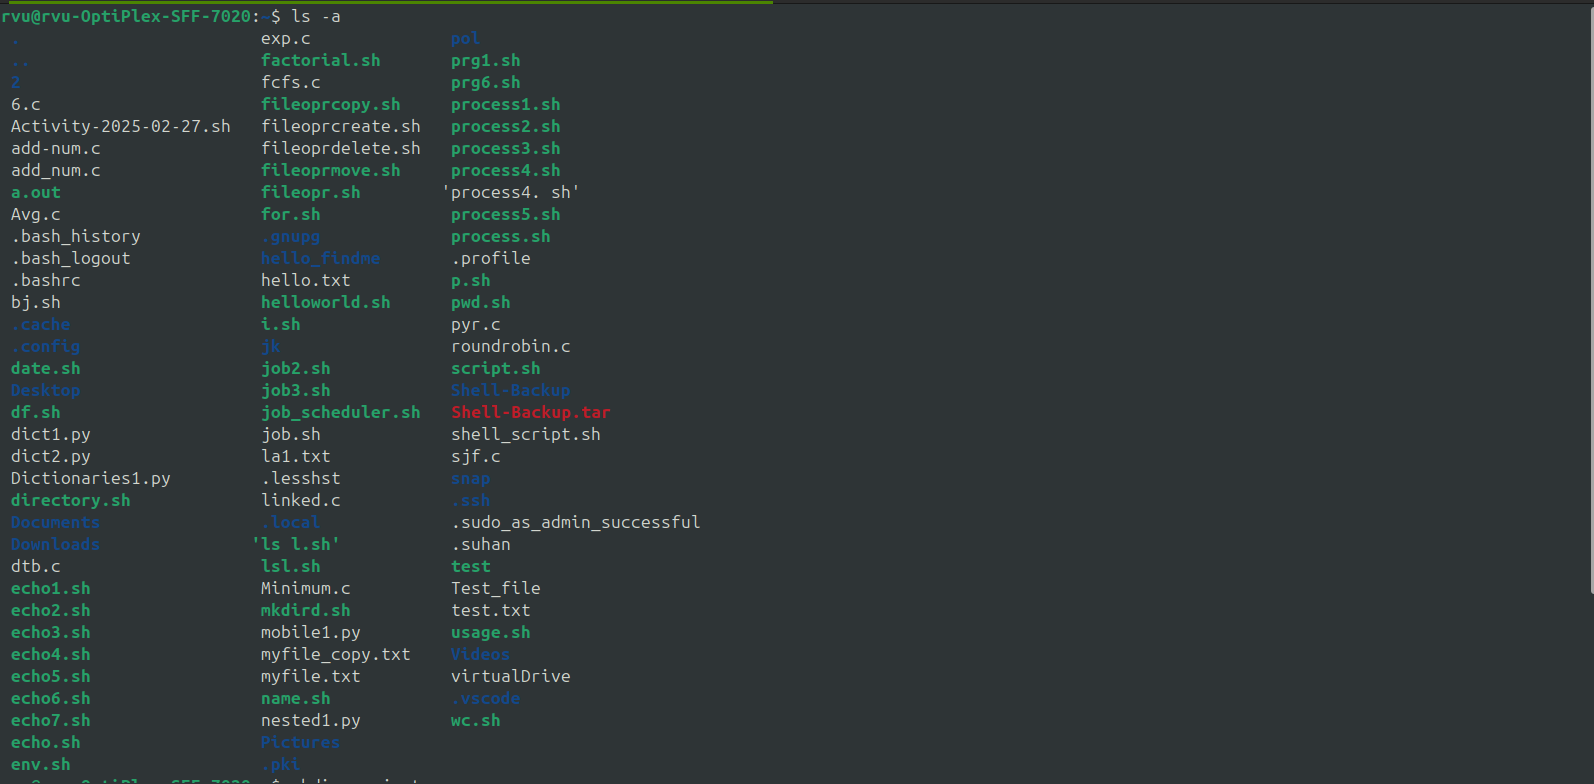 rvu@rvu-OptiPlex-SFF-7020:~$ ls -a
. exp.c pol
.. factorial.sh prg1.sh
2 fcfs.c prg6.sh
6.c fileoprcopy.sh process1.sh
Activity-2025-02-27.sh fileoprcreate.sh process2.sh
add-num.c fileoprdelete.sh process3.sh
add_num.c fileoprmove.sh process4.sh
a.out fileopr.sh 'process4. sh'
Avg.c for.sh process5.sh
.bash_history .gnupg process.sh
.bash_logout hello_findme .profile
.bashrc hello.txt p.sh
bj.sh helloworld.sh pwd.sh
.cache i.sh pyr.c
.config jk roundrobin.c
date.sh job2.sh script.sh
Desktop job3.sh Shell-Backup
df.sh job_scheduler.sh Shell-Backup.tar
dict1.py job.sh shell_script.sh
dict2.py la1.txt sjf.c
Dictionaries1.py .lesshst snap
directory.sh linked.c .ssh
Documents .local .sudo_as_admin_successful
Downloads 'ls l.sh' .suhan
dtb.c lsl.sh test
echo1.sh Minimum.c Test_file
echo2.sh mkdird.sh test.txt
echo3.sh mobile1.py usage.sh
echo4.sh myfile_copy.txt Videos
echo5.sh myfile.txt virtualDrive
echo6.sh name.sh .vscode
echo7.sh nested1.py wc.sh
echo.sh Pictures
env.sh .pki